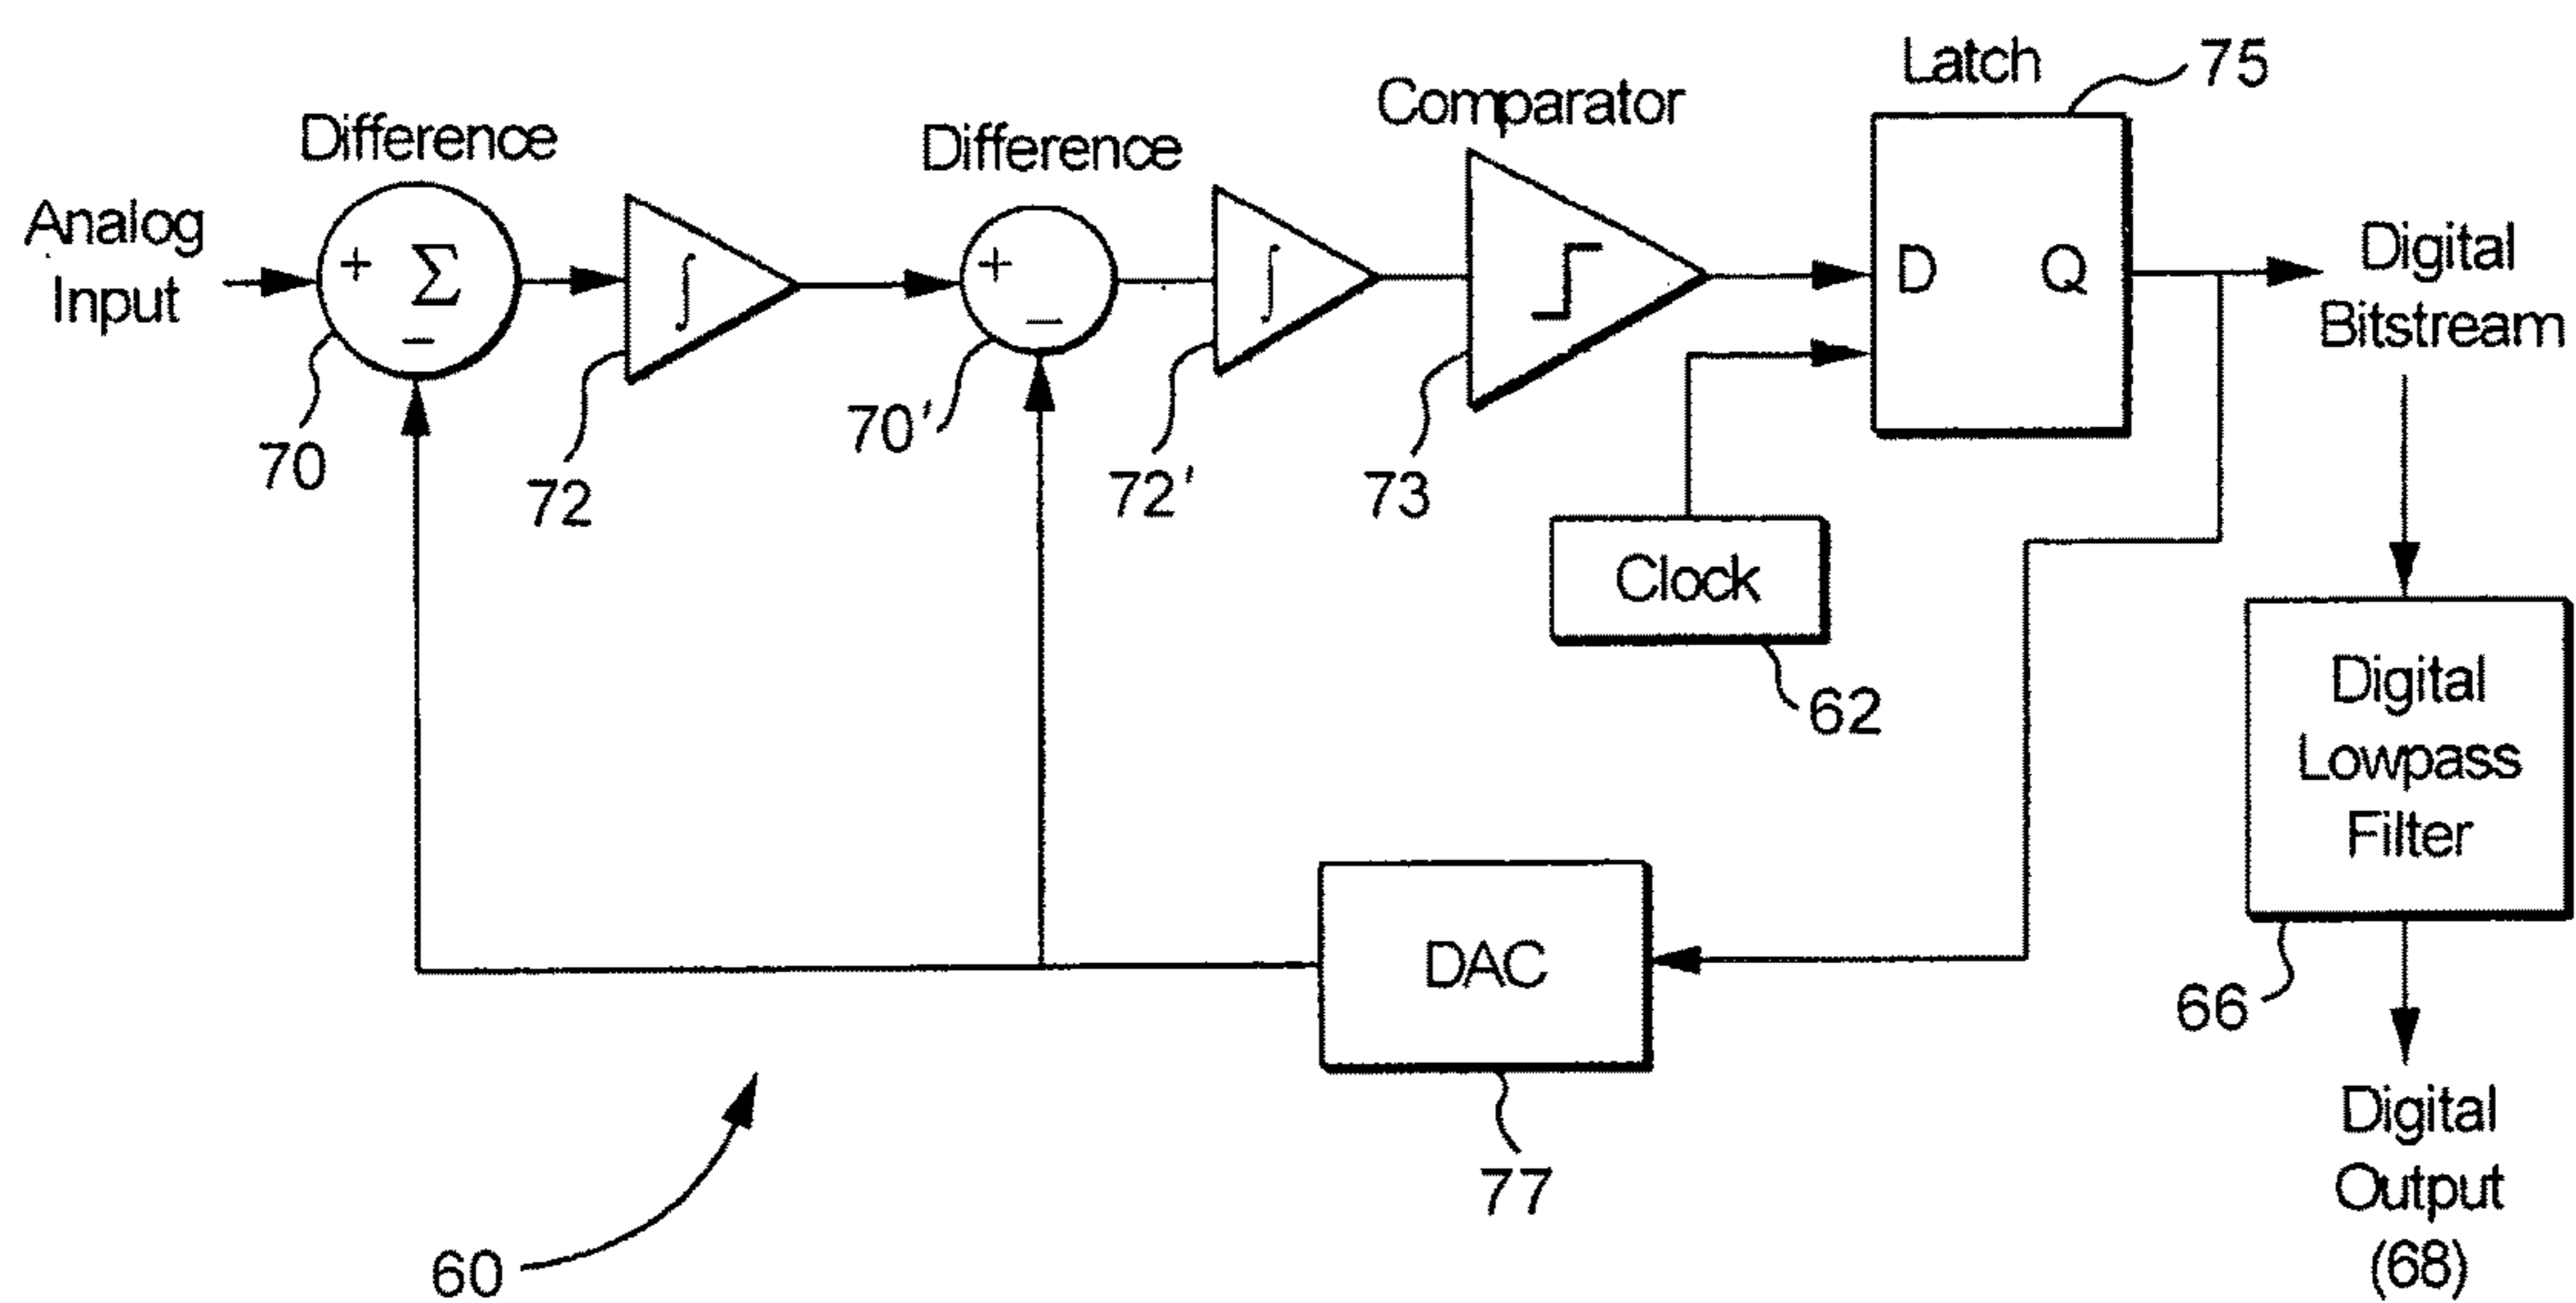 Analog
Input
Difference
+ Σ
−
70
∫
72
Difference
+
−
70'
∫
72'
Comparator
73
Latch
75
D Q
Clock
62
Digital
Bitstream
Digital
Lowpass
Filter
66
Digital
Output
(68)
DAC
77
60